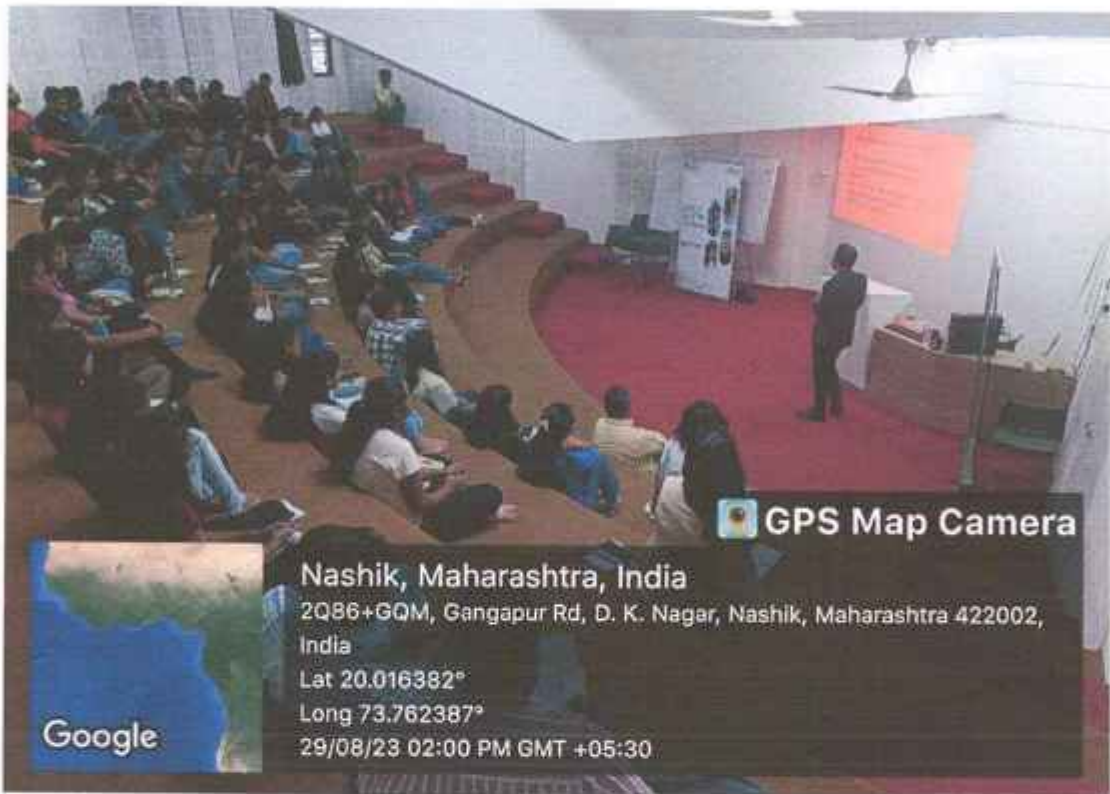 GPS Map Camera
Nashik, Maharashtra, India
2Q86+GQM, Gangapur Rd, D. K. Nagar, Nashik, Maharashtra 422002,
India
Lat 20.016382°
Long 73.762387°
29/08/23 02:00 PM GMT +05:30
Google